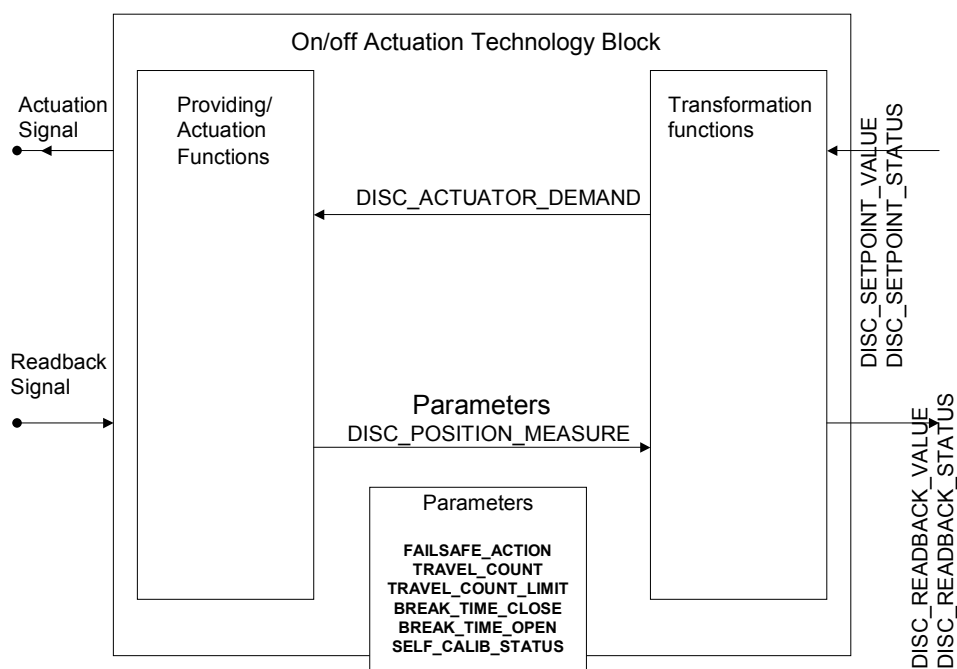 On/off Actuation Technology Block
Actuation
Signal
Providing/
Actuation
Functions
Transformation
functions
DISC_SETPOINT_VALUE
DISC_SETPOINT_STATUS
DISC_ACTUATOR_DEMAND
Readback
Signal
Parameters
DISC_POSITION_MEASURE
DISC_READBACK_VALUE
DISC_READBACK_STATUS
Parameters
FAILSAFE_ACTION
TRAVEL_COUNT
TRAVEL_COUNT_LIMIT
BREAK_TIME_CLOSE
BREAK_TIME_OPEN
SELF_CALIB_STATUS